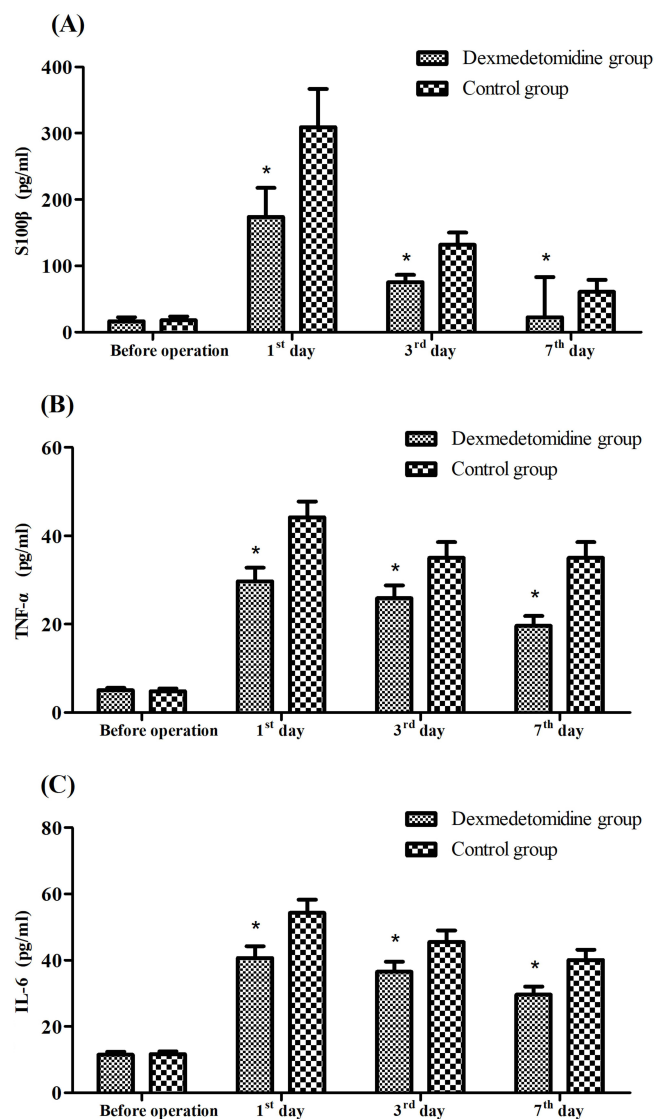 (A)
Dexmedetomidine group
Control group
S100β (pg/ml)
400
300
200
100
0
*
*
*
Before operation 1st day 3rd day 7th day
(B)
Dexmedetomidine group
Control group
TNF-α (pg/ml)
60
40
20
0
*
*
*
Before operation 1st day 3rd day 7th day
(C)
Dexmedetomidine group
Control group
IL-6 (pg/ml)
80
60
40
20
0
*
*
*
Before operation 1st day 3rd day 7th day